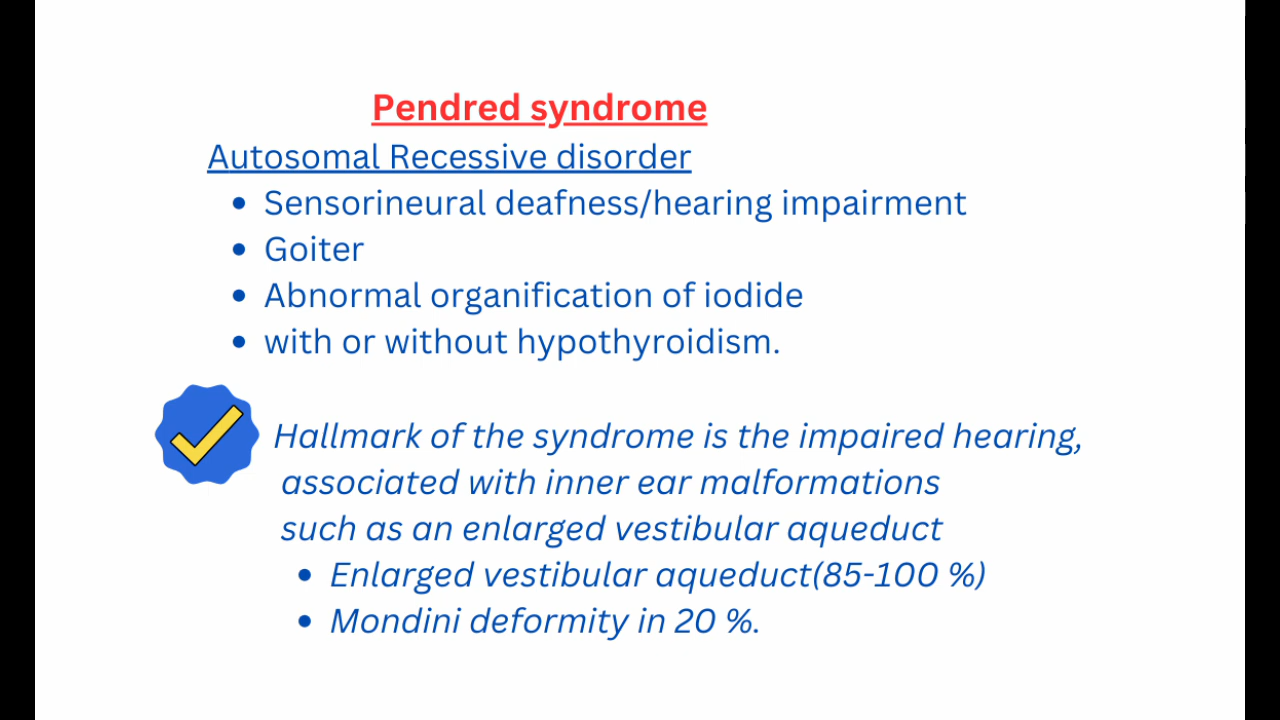 Pendred syndrome
Autosomal Recessive disorder
• Sensorineural deafness/hearing impairment
• Goiter
• Abnormal organification of iodide
• with or without hypothyroidism.
Hallmark of the syndrome is the impaired hearing,
associated with inner ear malformations
such as an enlarged vestibular aqueduct
• Enlarged vestibular aqueduct(85-100 %)
• Mondini deformity in 20 %.